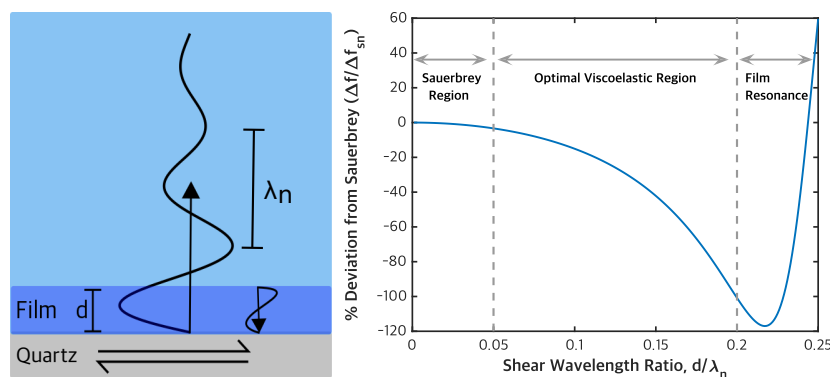 λn
Film d
Quartz
% Deviation from Sauerbrey (Δf/Δfsn)
60
40
20
0
-20
-40
-60
-80
-100
-120
Sauerbrey
Region
Optimal Viscoelastic Region
Film
Resonance
0 0.05 0.1 0.15 0.2 0.25
Shear Wavelength Ratio, d/λn